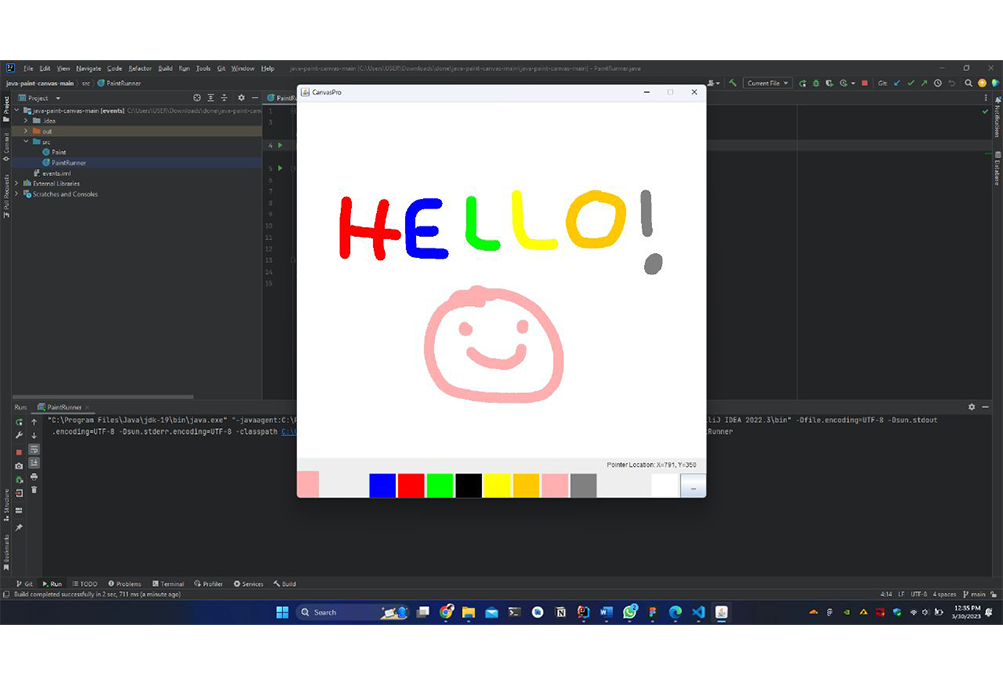 File Edit View Navigate Code Refactor Build Run Tools Git Window Help java-paint-canvas-main [C:\Users\USER\Downloads\done\java-paint-canvas-main\java-paint-canvas-main] - PaintRunner.java
java-paint-canvas-main src PaintRunner Current File Git:
Project
java-paint-canvas-main [events] C:\Users\USER\Downloads\done\java-paint-can
.idea
out
src
Paint
PaintRunner
events.iml
External Libraries
Scratches and Consoles
Project
Commit
Pull Requests
1
2
4
5
6
7
8
9
10
11
12
13
14
15
Notifications
Database
CanvasPro
HELLO!
Pointer Location: X=791, Y=350
...
Run: PaintRunner
"C:\Program Files\Java\jdk-19\bin\java.exe" "-javaagent:C:\ IDEA 2022.3\bin" -Dfile.encoding=UTF-8 -Dsun.stdout
.encoding=UTF-8 -Dsun.stderr.encoding=UTF-8 -classpath
Structure
Bookmarks
Git Run TODO Problems Terminal Profiler Services Build
Build completed successfully in 2 sec, 711 ms (a minute ago) 4:14 LF UTF-8 4 spaces main
Search
12:35 PM
3/30/2023